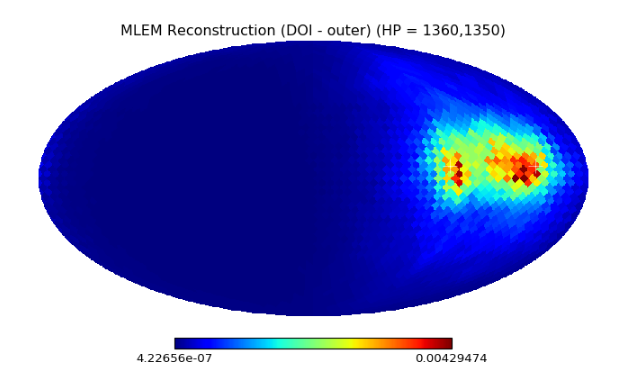 MLEM Reconstruction (DOI - outer) (HP = 1360,1350)
4.22656e-07 0.00429474